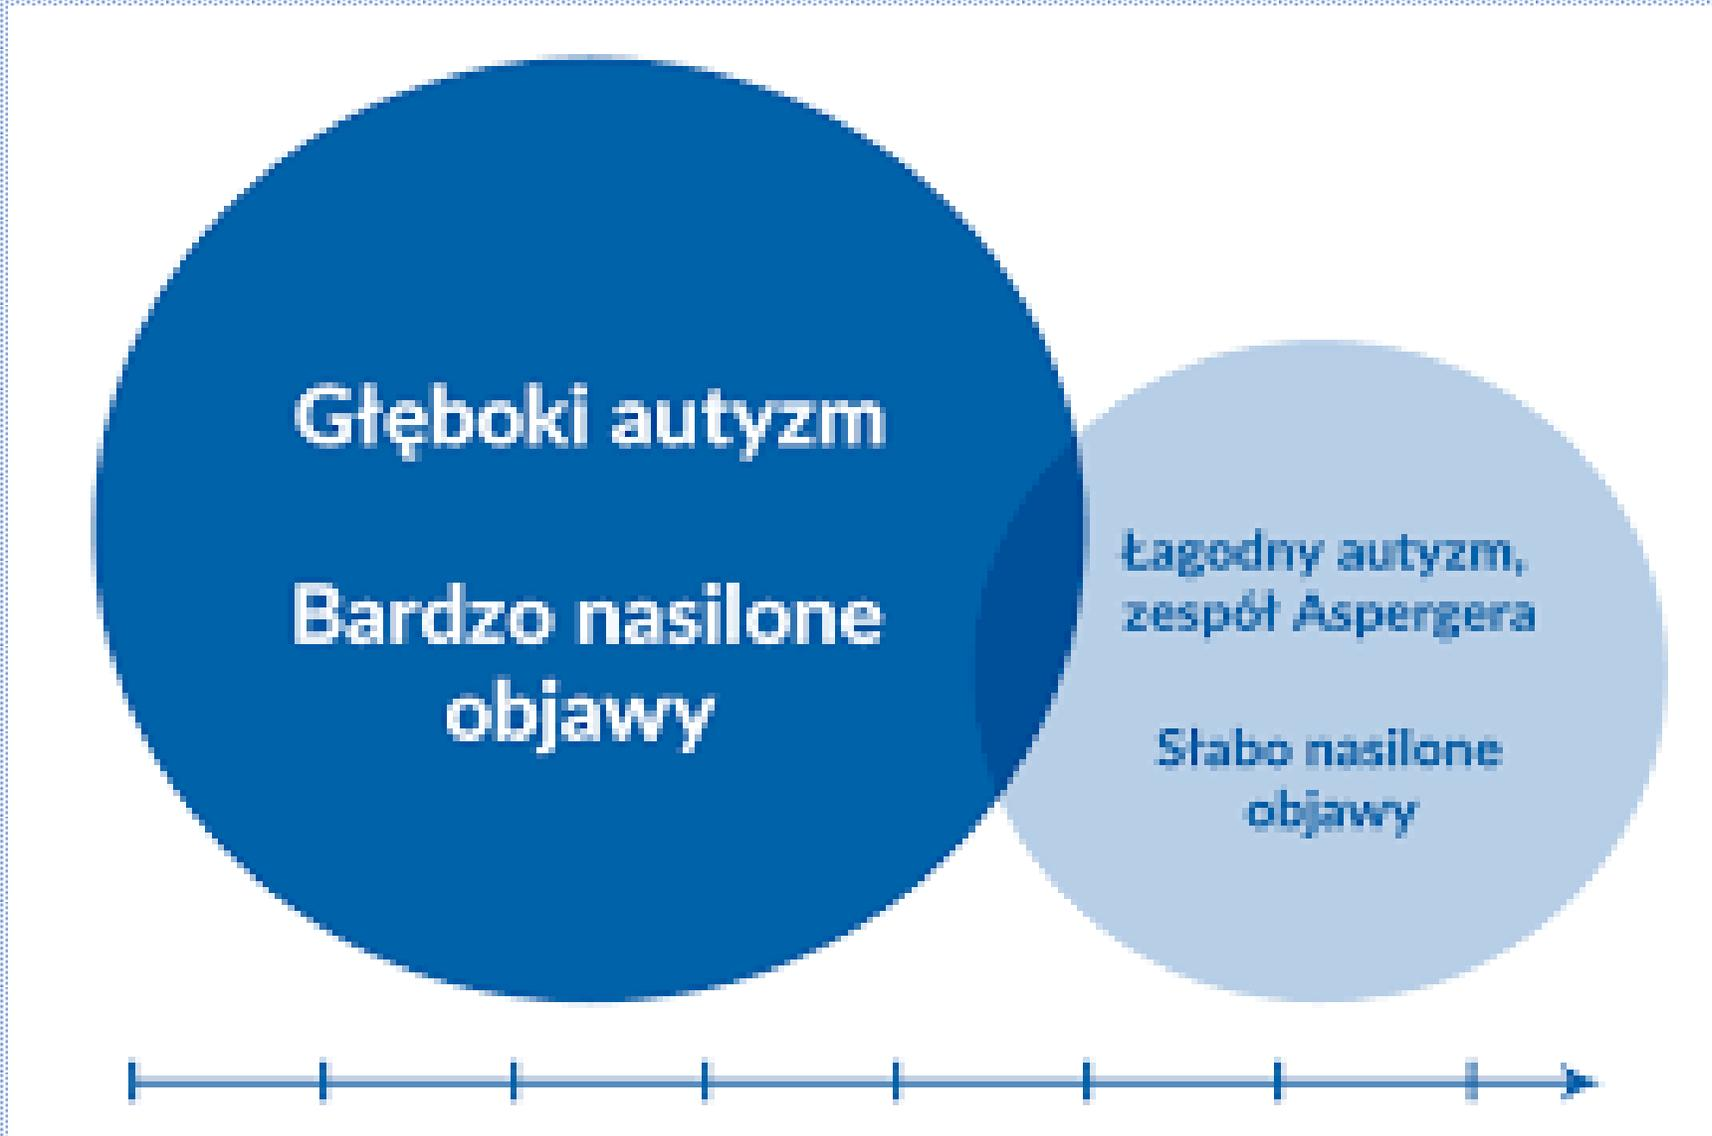 Głęboki autyzm
Bardzo nasilone
objawy
Łagodny autyzm,
zespół Aspergera
Słabo nasilone
objawy